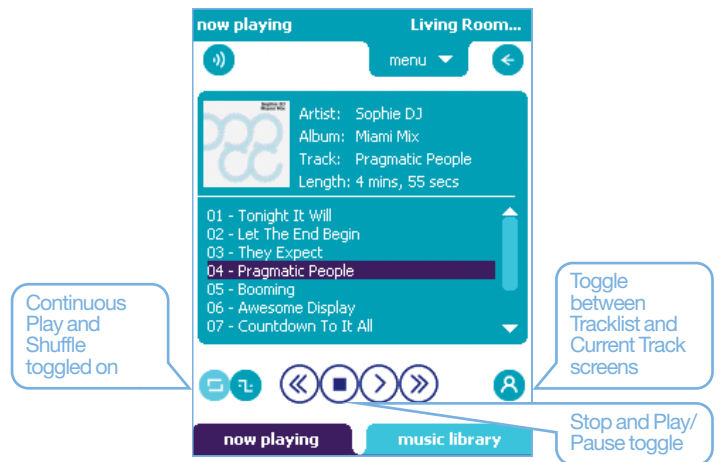 now playing Living Room...
menu
Sophie DJ
Miami Mix
Artist: Sophie DJ
Album: Miami Mix
Track: Pragmatic People
Length: 4 mins, 55 secs
01 - Tonight It Will
02 - Let The End Begin
03 - They Expect
04 - Pragmatic People
05 - Booming
06 - Awesome Display
07 - Countdown To It All
Continuous
Play and
Shuffle
toggled on
Toggle
between
Tracklist and
Current Track
screens
Stop and Play/
Pause toggle
now playing music library